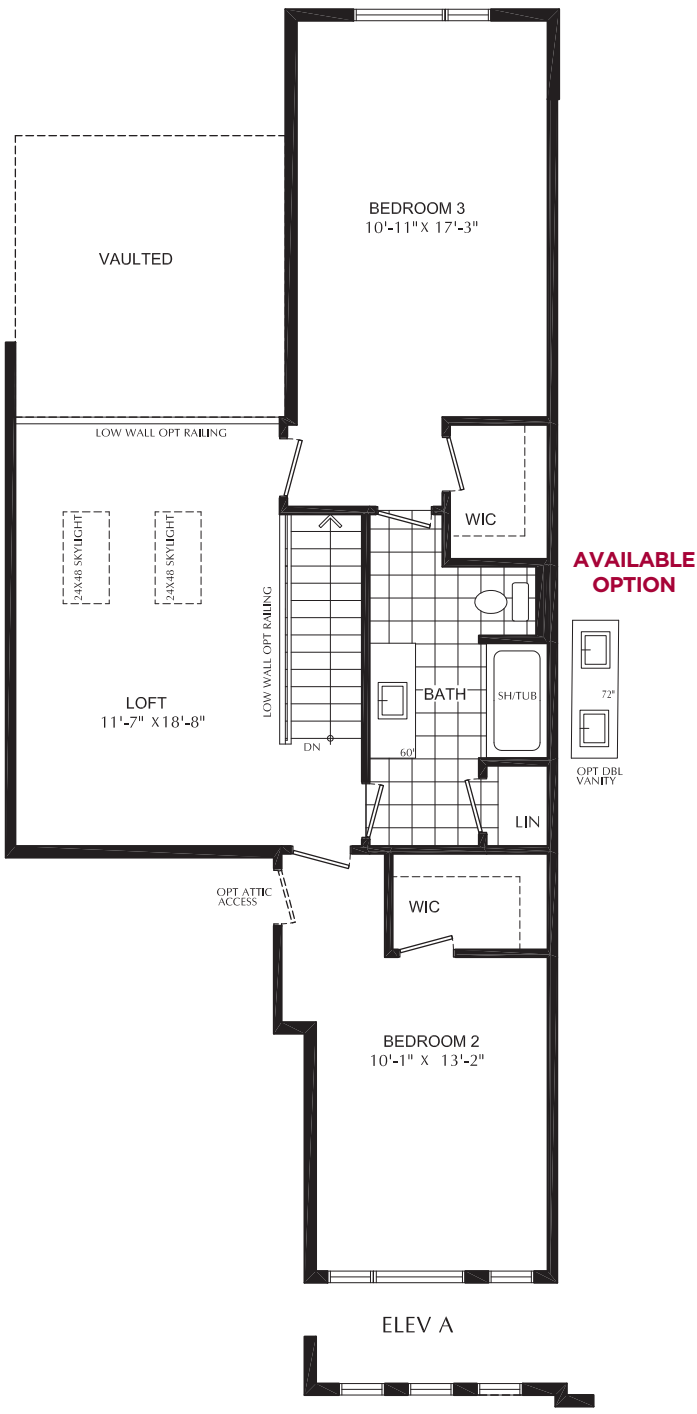 BEDROOM 3
10'-11" X 17'-3"
VAULTED
LOW WALL OPT RAILING
WIC
24X48 SKYLIGHT
24X48 SKYLIGHT
LOW WALL OPT RAILING
AVAILABLE
OPTION
LOFT
11'-7" X 18'-8"
BATH
SH/TUB
72"
DN
60'
OPT DBL
VANITY
LIN
OPT ATTIC
ACCESS
WIC
BEDROOM 2
10'-1" X 13'-2"
ELEV A